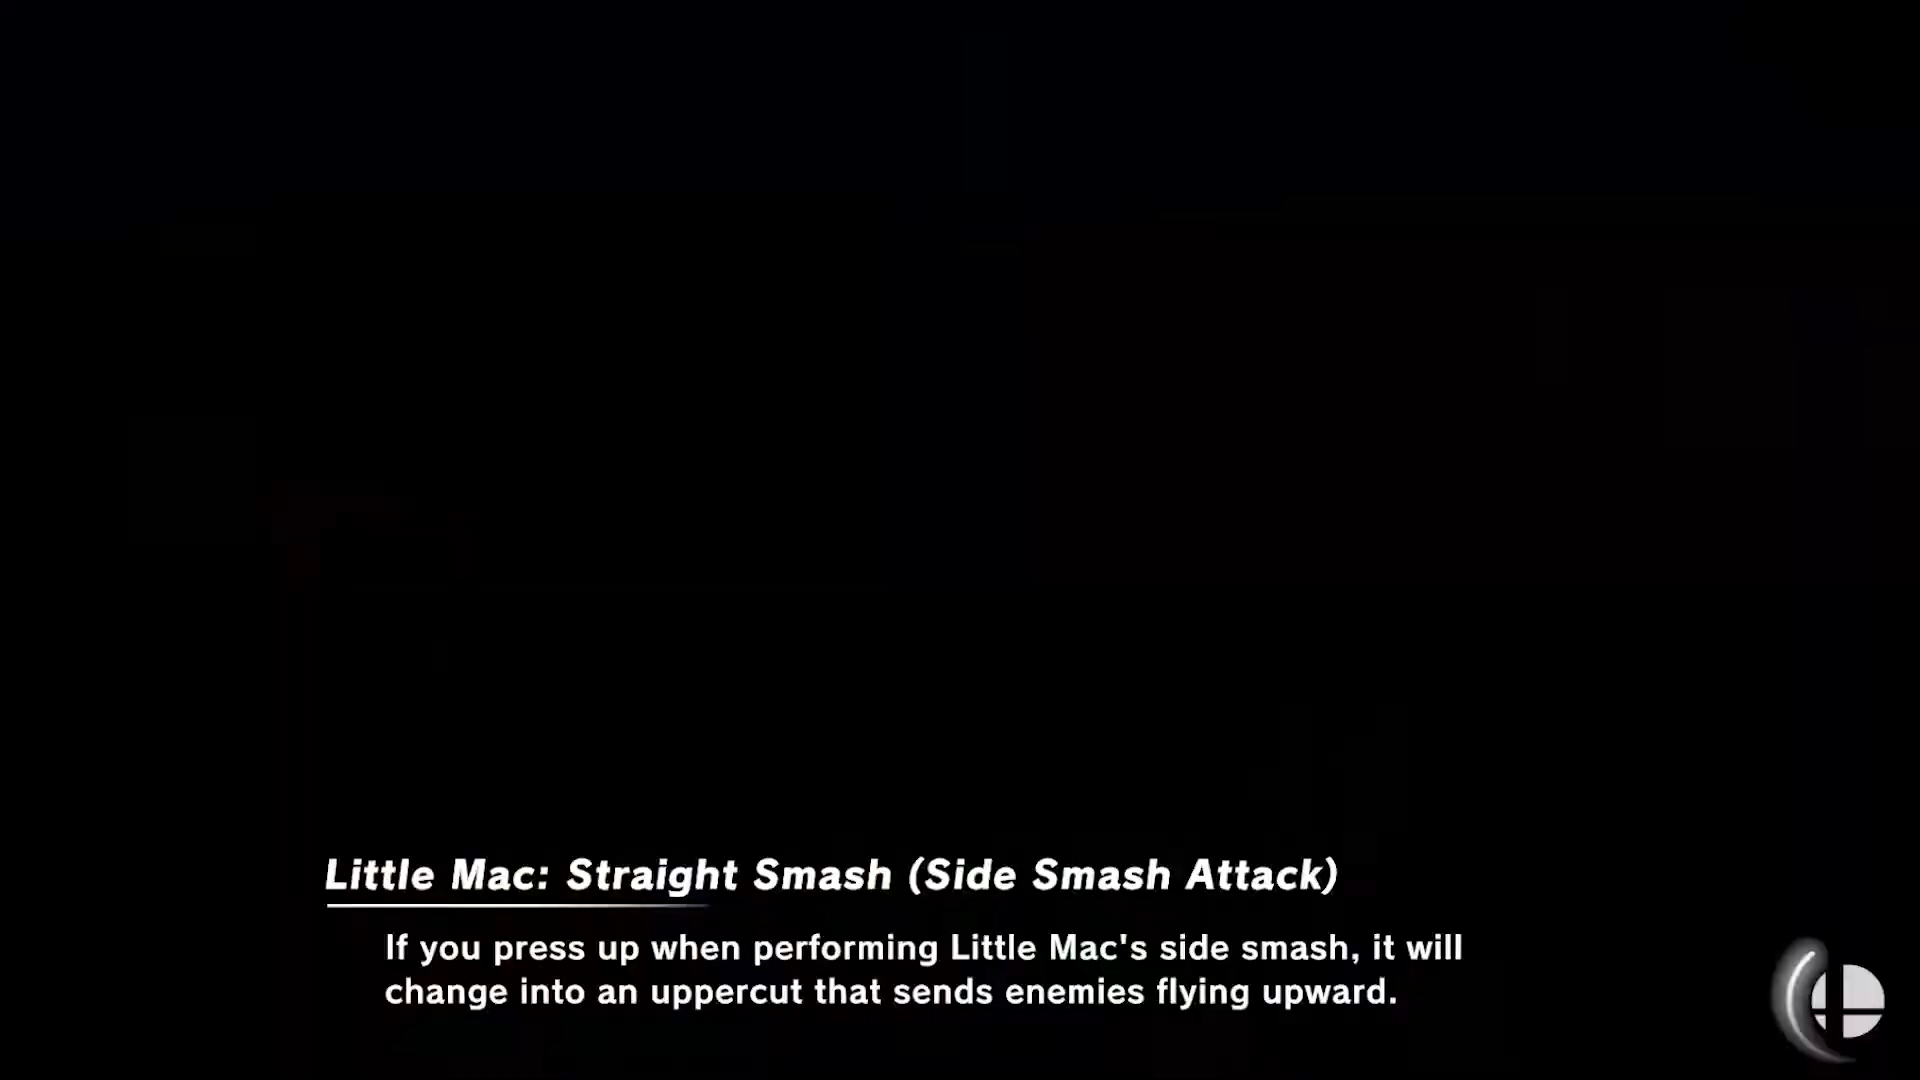 Little Mac: Straight Smash (Side Smash Attack)
If you press up when performing Little Mac's side smash, it will
change into an uppercut that sends enemies flying upward.